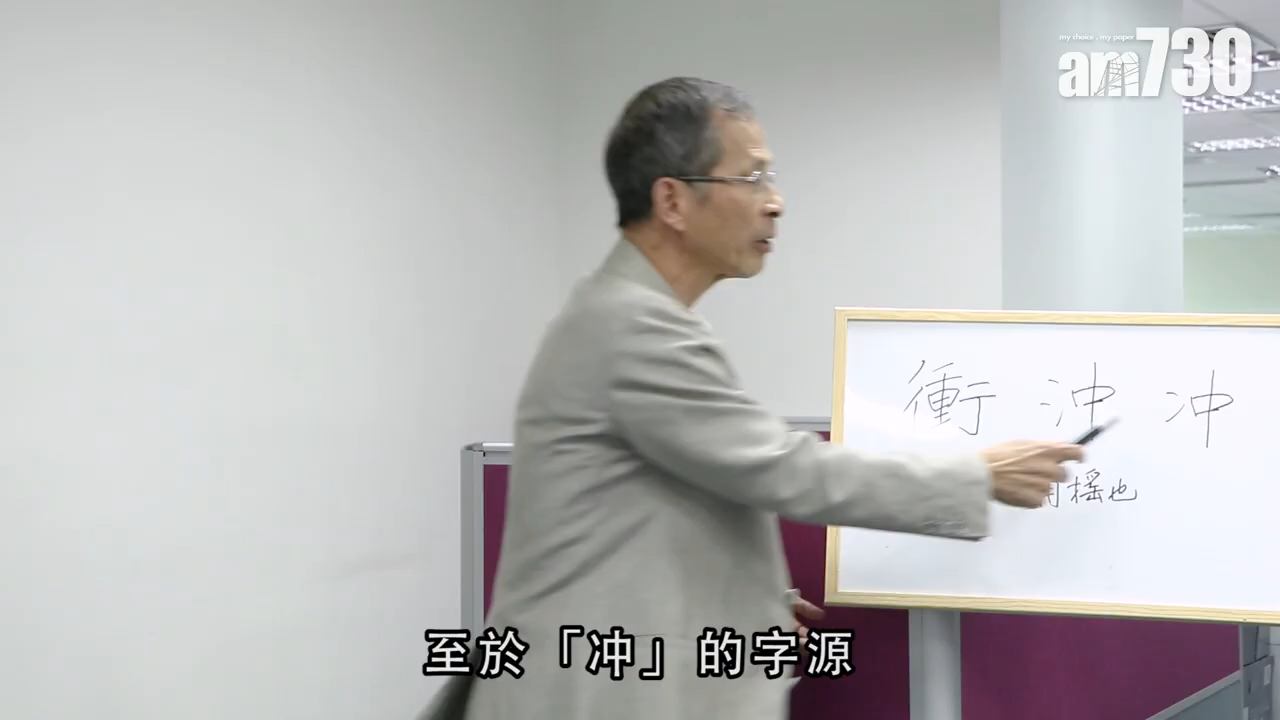 my choice . my paper
am730
衝 沖 冲
搖也
至於「冲」的字源